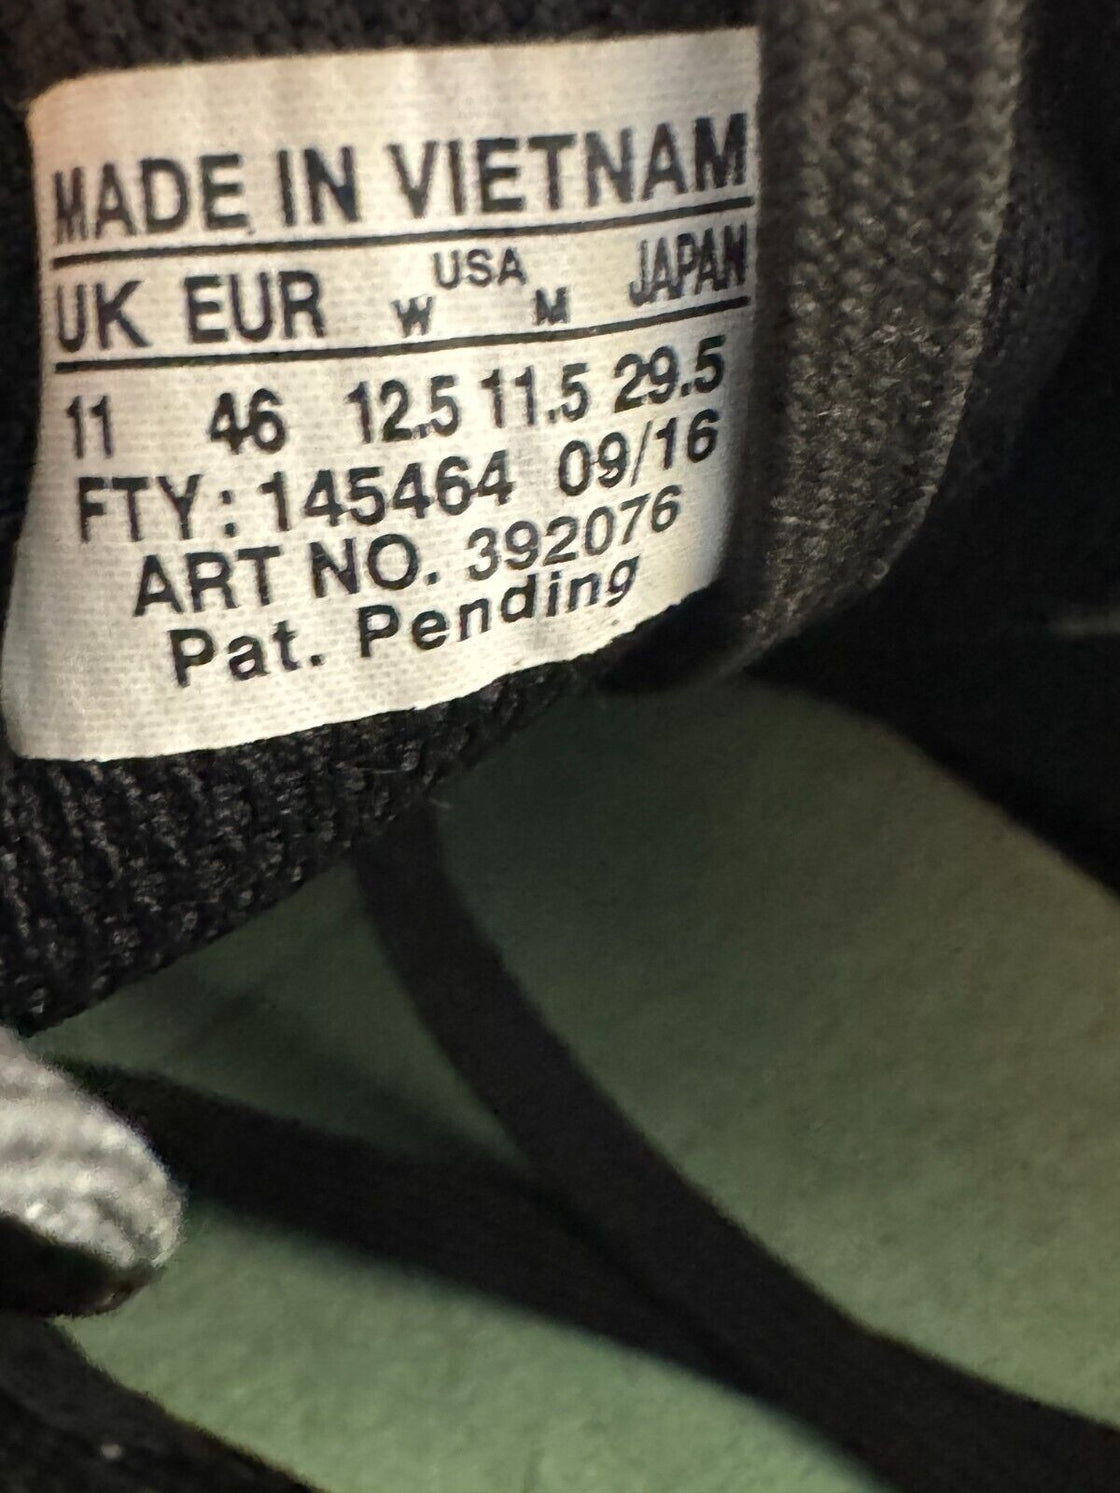 MADE IN VIETNAM
UK EUR USA W M JAPAN
11 46 12.5 11.5 29.5
FTY: 145464 09/16
ART NO. 392076
Pat. Pending